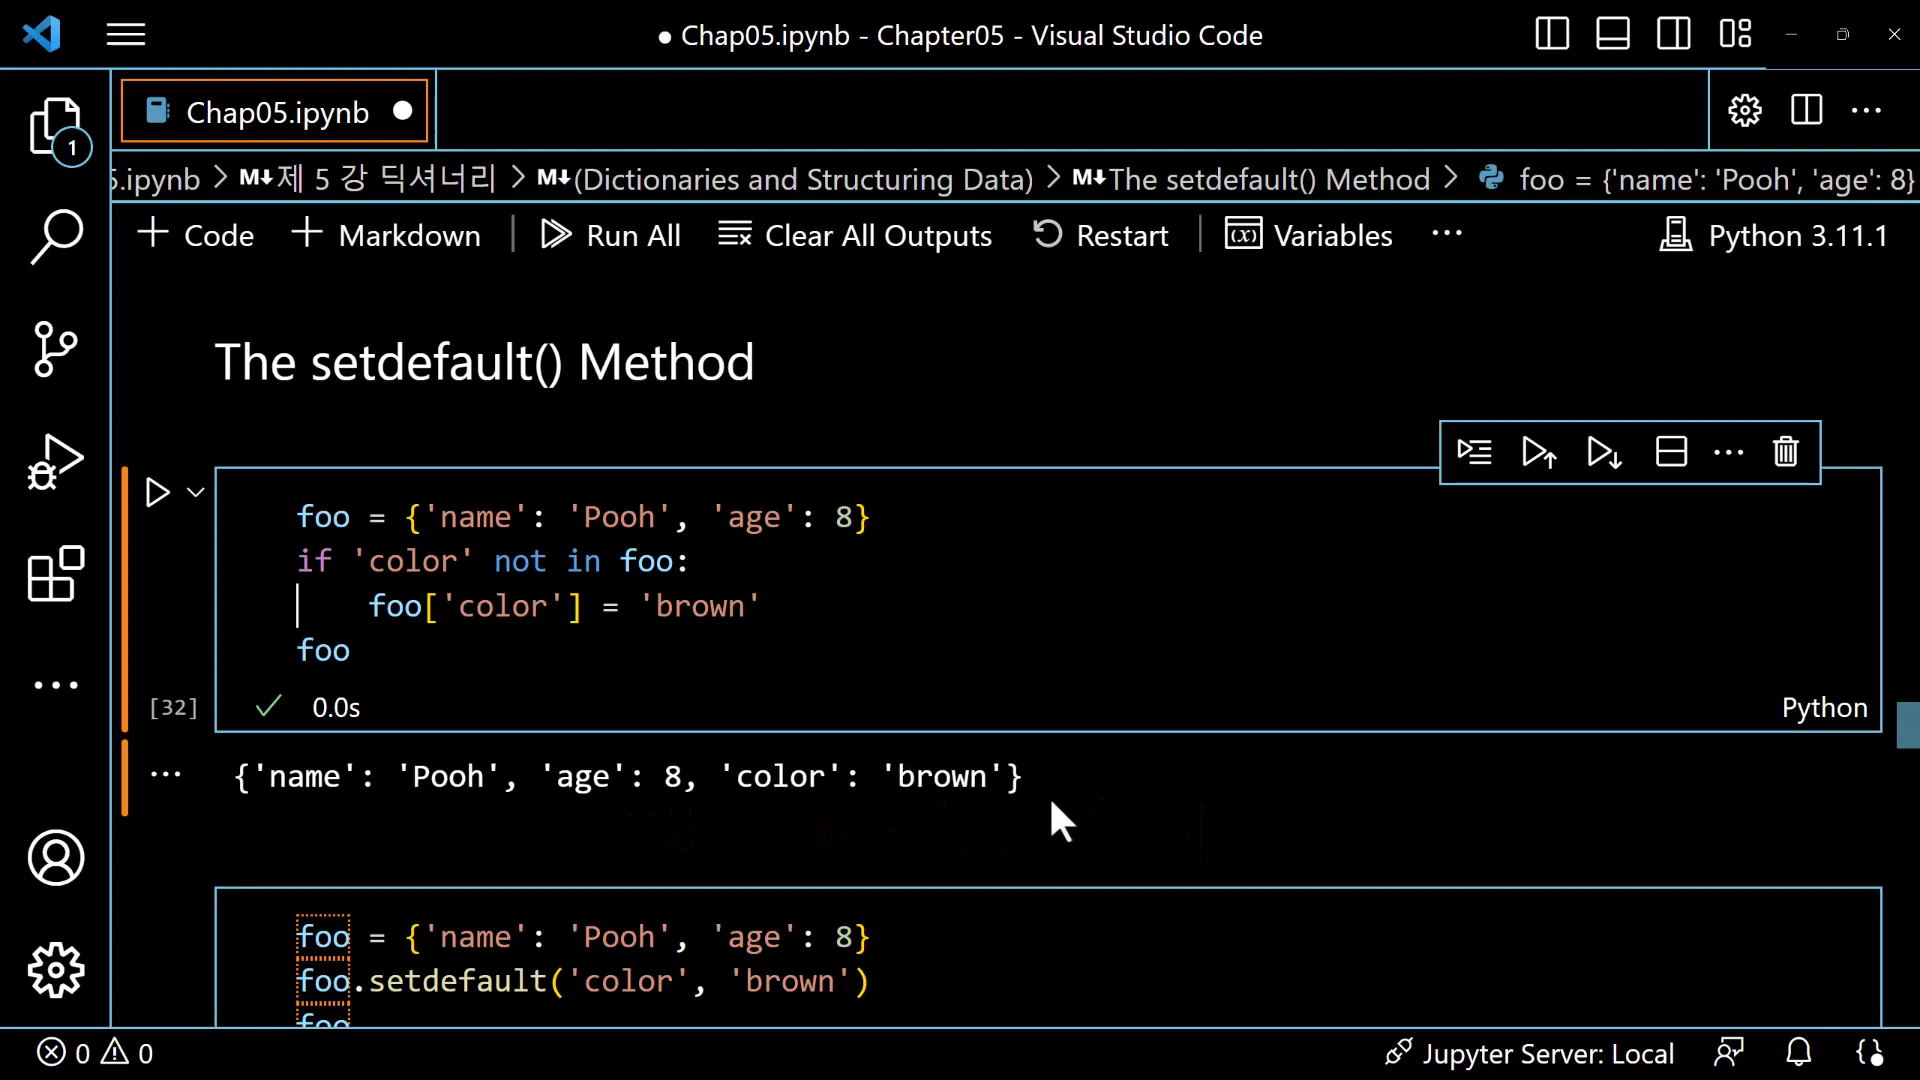 ● Chap05.ipynb - Chapter05 - Visual Studio Code
1
Chap05.ipynb
5.ipynb > M↓제 5 강 딕셔너리 > M↓(Dictionaries and Structuring Data) > M↓The setdefault() Method > foo = {'name': 'Pooh', 'age': 8}
+ Code + Markdown | Run All Clear All Outputs Restart | Variables ··· Python 3.11.1
The setdefault() Method
foo = {'name': 'Pooh', 'age': 8}
if 'color' not in foo:
foo['color'] = 'brown'
foo
[32] ✓ 0.0s Python
{'name': 'Pooh', 'age': 8, 'color': 'brown'}
foo = {'name': 'Pooh', 'age': 8}
foo.setdefault('color', 'brown')
foo
0 0 Jupyter Server: Local